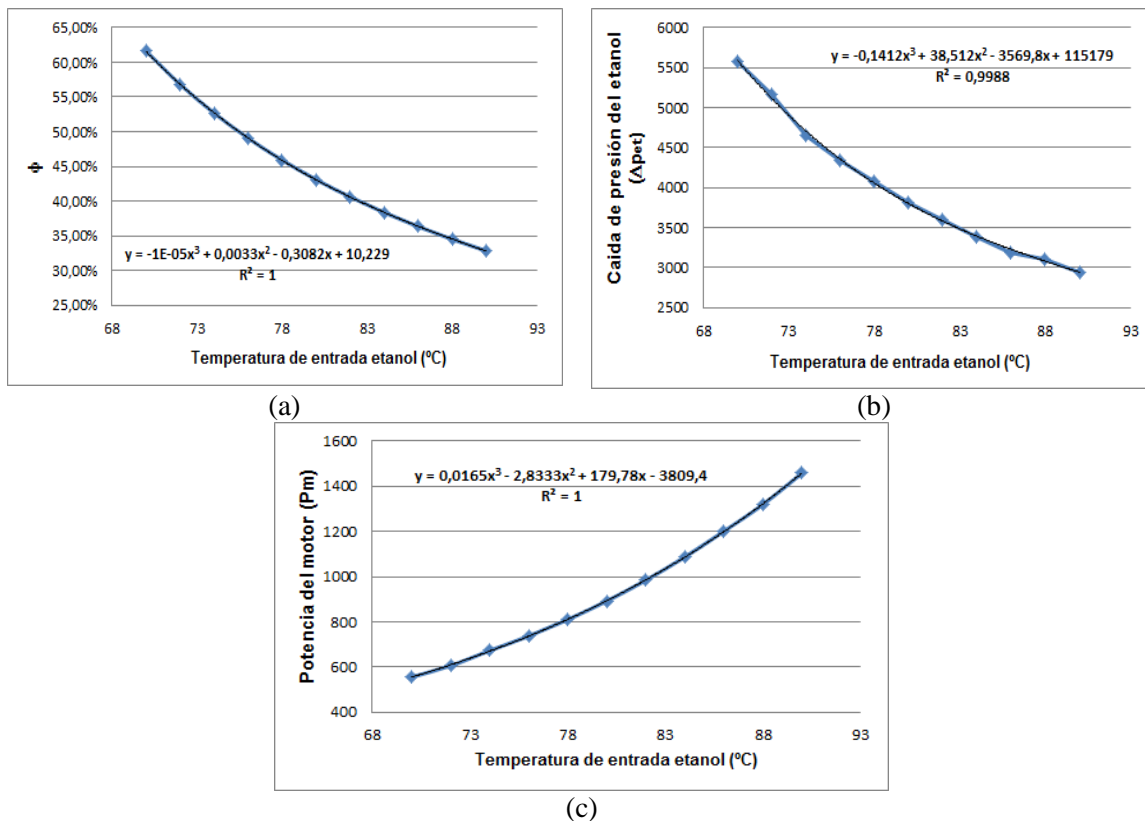 65,00%
60,00%
55,00%
50,00%
45,00%
40,00%
35,00%
30,00%
25,00%
Φ
y = -1E-05x³ + 0,0033x² - 0,3082x + 10,229
R² = 1
68 73 78 83 88 93
Temperatura de entrada etanol (ºC)
(a)
6000
5500
5000
4500
4000
3500
3000
2500
Caida de presión del etanol
(Δpet)
y = -0,1412x³ + 38,512x² - 3569,8x + 115179
R² = 0,9988
68 73 78 83 88 93
Temperatura de entrada etanol (ºC)
(b)
1600
1400
1200
1000
800
600
400
Potencia del motor (Pm)
y = 0,0165x³ - 2,8333x² + 179,78x - 3809,4
R² = 1
68 73 78 83 88 93
Temperatura de entrada etanol (ºC)
(c)